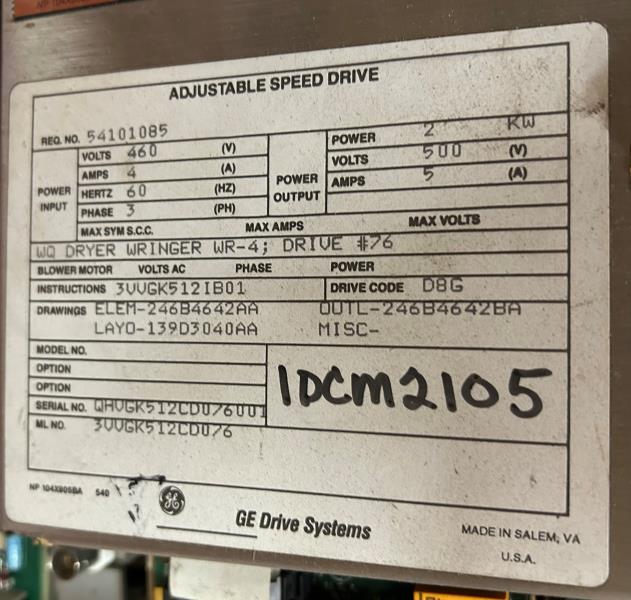 ADJUSTABLE SPEED DRIVE
REQ. NO. 54101085
POWER INPUT
VOLTS 460 (V)
AMPS 4 (A)
HERTZ 60 (HZ)
PHASE 3 (PH)
POWER OUTPUT
POWER 2 KW
VOLTS 500 (V)
AMPS 5 (A)
MAX SYM S.C.C. MAX AMPS MAX VOLTS
WQ DRYER WRINGER WR-4; DRIVE #76
BLOWER MOTOR VOLTS AC PHASE POWER
INSTRUCTIONS 3VVGK512IB01 DRIVE CODE D8G
DRAWINGS ELEM-246B4642AA OUTL-246B4642BA
LAYO-139D3040AA MISC-
MODEL NO.
OPTION
OPTION
1DCM2105
SERIAL NO. QHVGK512CD076001
ML NO. 3VVGK512CD076
NP 104X905BA 540
GE GE Drive Systems
MADE IN SALEM, VA
U.S.A.